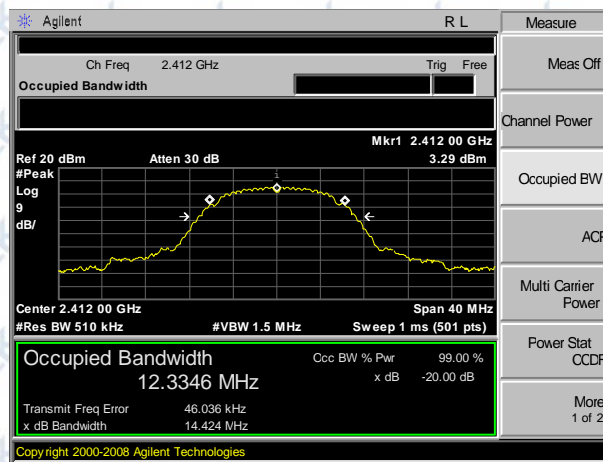 Agilent
R L
Ch Freq 2.412 GHz
Trig Free
Occupied Bandwidth
Mkr1 2.412 00 GHz
Ref 20 dBm Atten 30 dB 3.29 dBm
#Peak
Log
9
dB/
1
Center 2.412 00 GHz Span 40 MHz
#Res BW 510 kHz #VBW 1.5 MHz Sweep 1 ms (501 pts)
Occupied Bandwidth
12.3346 MHz
Occ BW % Pwr 99.00 %
x dB -20.00 dB
Transmit Freq Error 46.036 kHz
x dB Bandwidth 14.424 MHz
Copyright 2000-2008 Agilent Technologies
Measure
Meas Off
Channel Power
Occupied BW
ACP
Multi Carrier
Power
Power Stat
CCDF
More
1 of 2